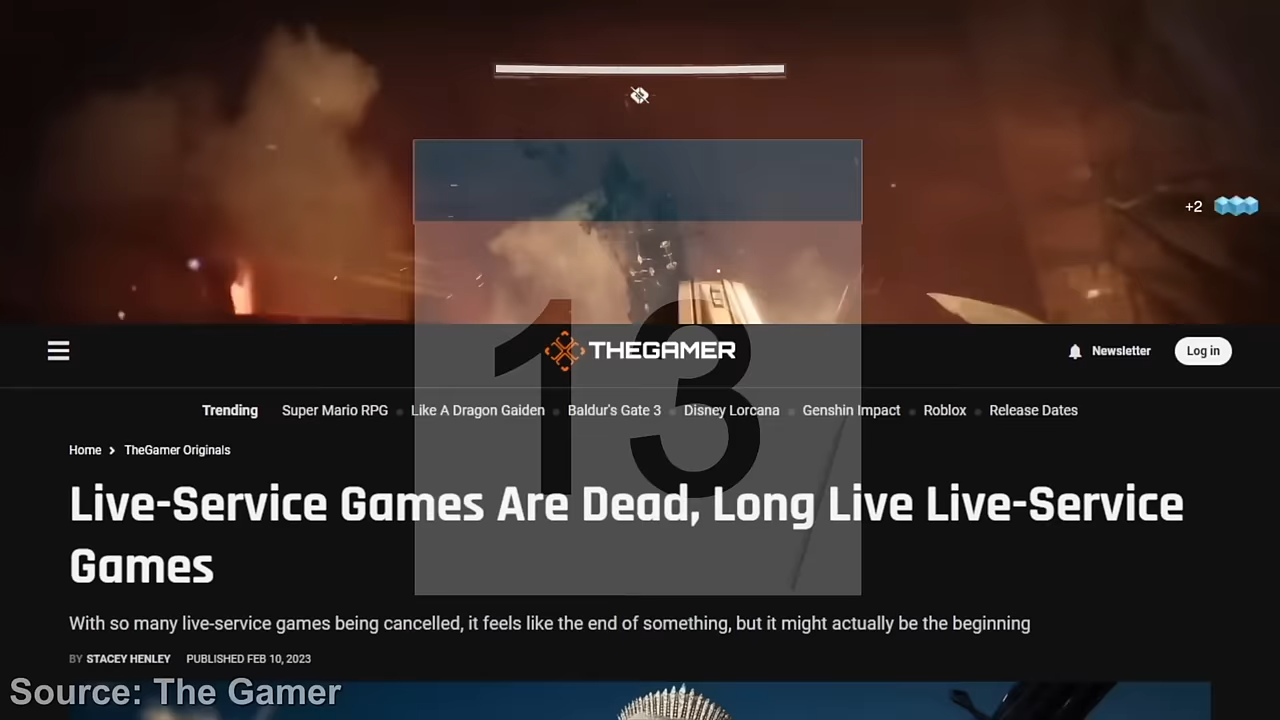 +2
THEGAMER
Newsletter
Log in
13
Trending Super Mario RPG Like A Dragon Gaiden Baldur's Gate 3 Disney Lorcana Genshin Impact Roblox Release Dates
Home > TheGamer Originals
Live-Service Games Are Dead, Long Live Live-Service
Games
With so many live-service games being cancelled, it feels like the end of something, but it might actually be the beginning
BY STACEY HENLEY PUBLISHED FEB 10, 2023
Source: The Gamer